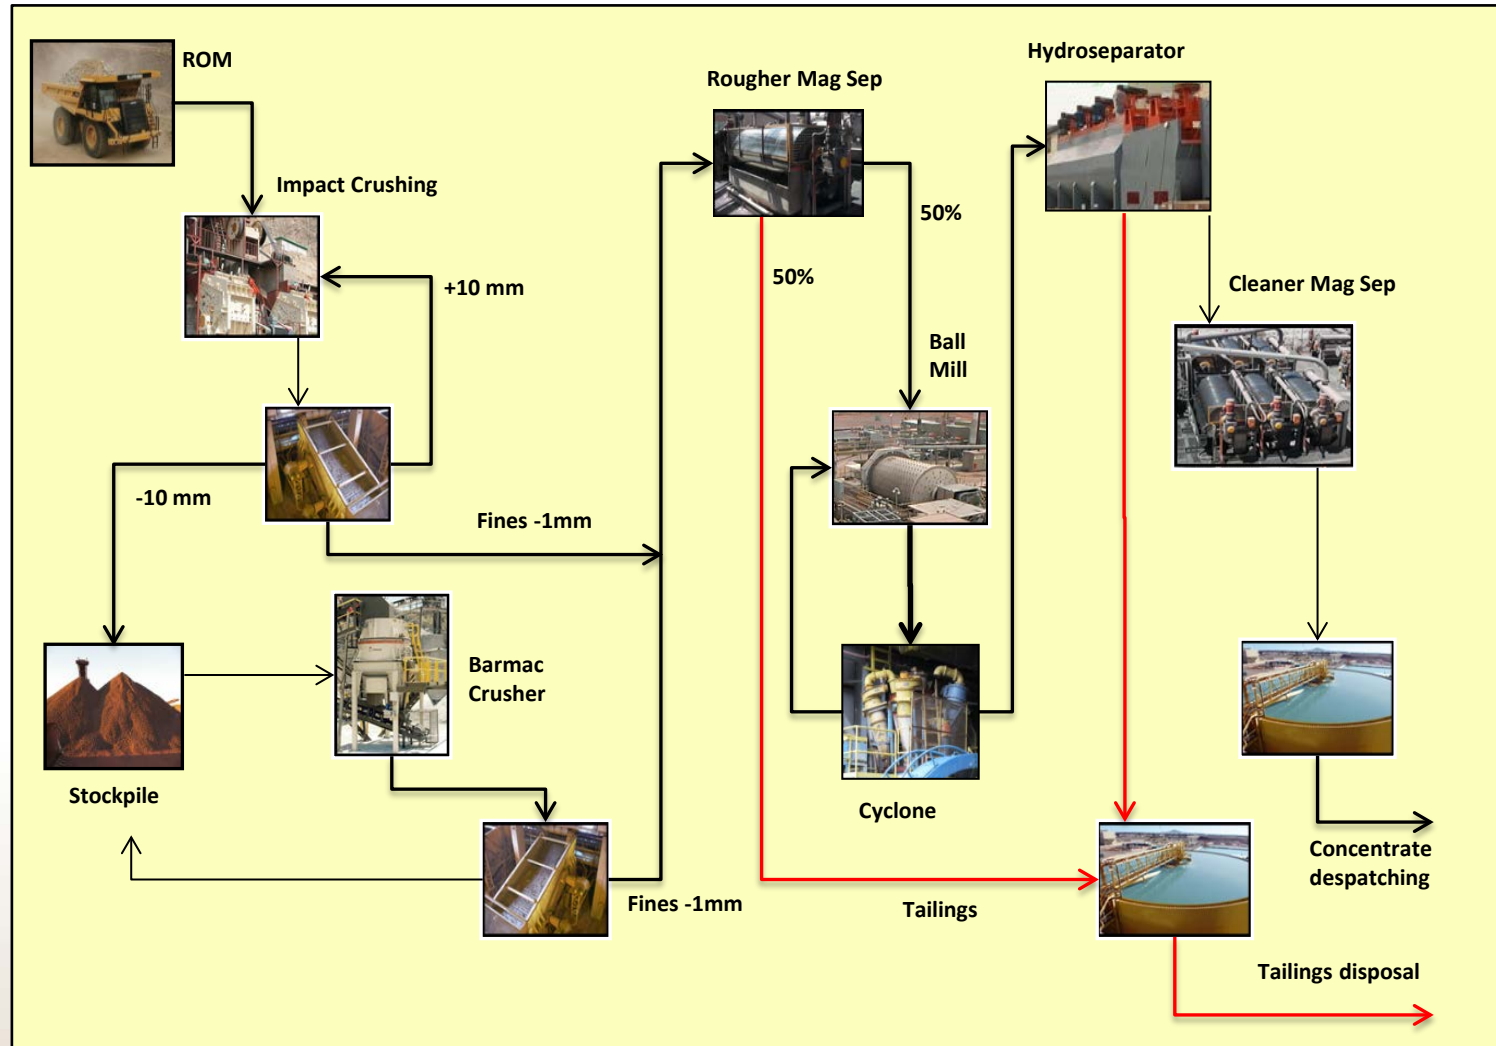 ROM
Impact Crushing
+10 mm
-10 mm
Fines -1mm
Stockpile
Barmac
Crusher
Fines -1mm
Rougher Mag Sep
50%
50%
Ball
Mill
Cyclone
Tailings
Hydroseparator
Cleaner Mag Sep
Concentrate
despatching
Tailings disposal